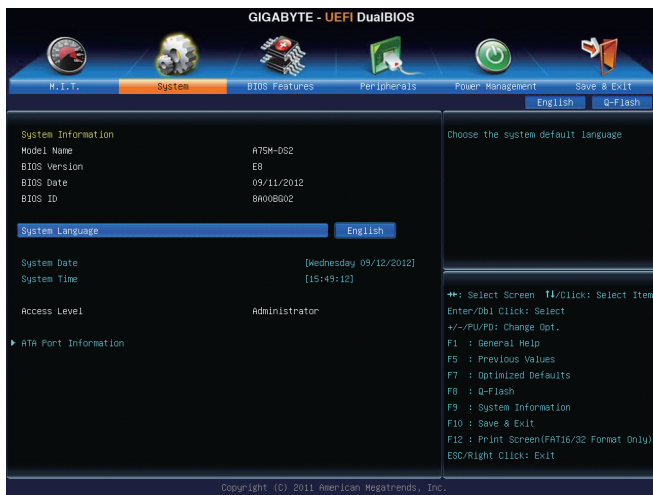 GIGABYTE - UEFI DualBIOS
M.I.T. System BIOS Features Peripherals Power Management Save & Exit
English Q-Flash
System Information
Model Name A75M-DS2
BIOS Version E8
BIOS Date 09/11/2012
BIOS ID 8A00BG02
System Language English
System Date [Wednesday 09/12/2012]
System Time [15:49:12]
Access Level Administrator
ATA Port Information
Choose the system default language
→←: Select Screen ↑↓/Click: Select Item
Enter/Dbl Click: Select
+/-/PU/PD: Change Opt.
F1 : General Help
F5 : Previous Values
F7 : Optimized Defaults
F8 : Q-Flash
F9 : System Information
F10 : Save & Exit
F12 : Print Screen(FAT16/32 Format Only)
ESC/Right Click: Exit
Copyright (C) 2011 American Megatrends, Inc.